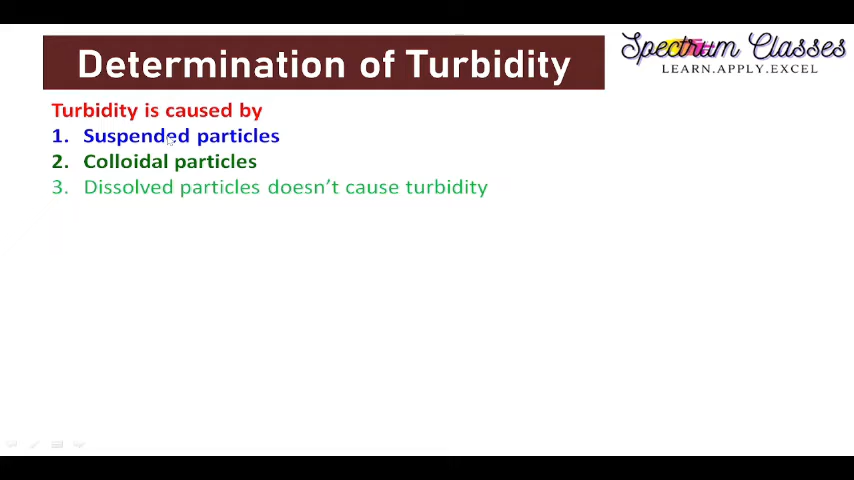 Determination of Turbidity
Spectrum Classes
LEARN.APPLY.EXCEL
Turbidity is caused by
1. Suspended particles
2. Colloidal particles
3. Dissolved particles doesn't cause turbidity